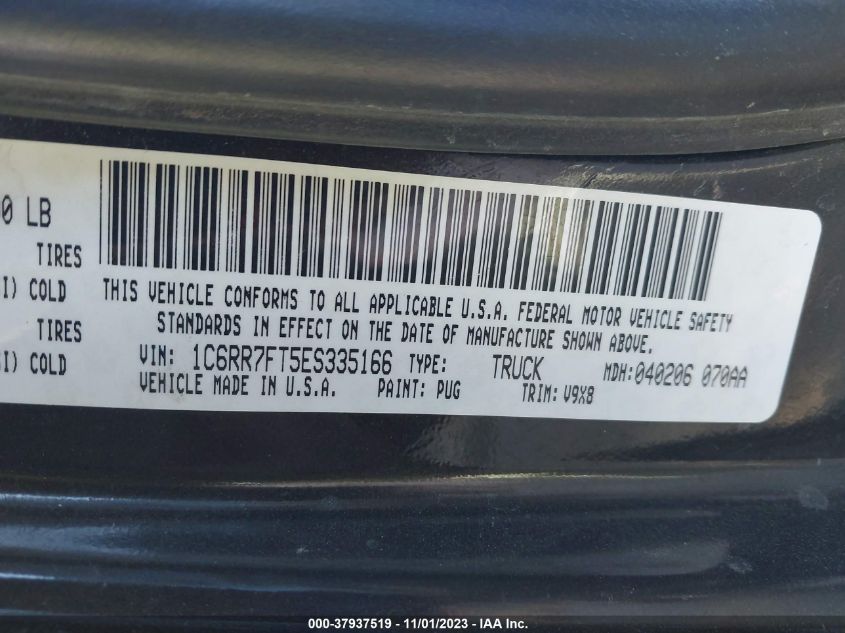 0 LB
TIRES
I) COLD
TIRES
I) COLD
THIS VEHICLE CONFORMS TO ALL APPLICABLE U.S.A. FEDERAL MOTOR VEHICLE SAFETY
STANDARDS IN EFFECT ON THE DATE OF MANUFACTURE SHOWN ABOVE.
VIN: 1C6RR7FT5ES335166 TYPE: TRUCK MDH:040206 070AA
VEHICLE MADE IN U.S.A. PAINT: PUG TRIM: V9X8
000-37937519 - 11/01/2023 - IAA Inc.